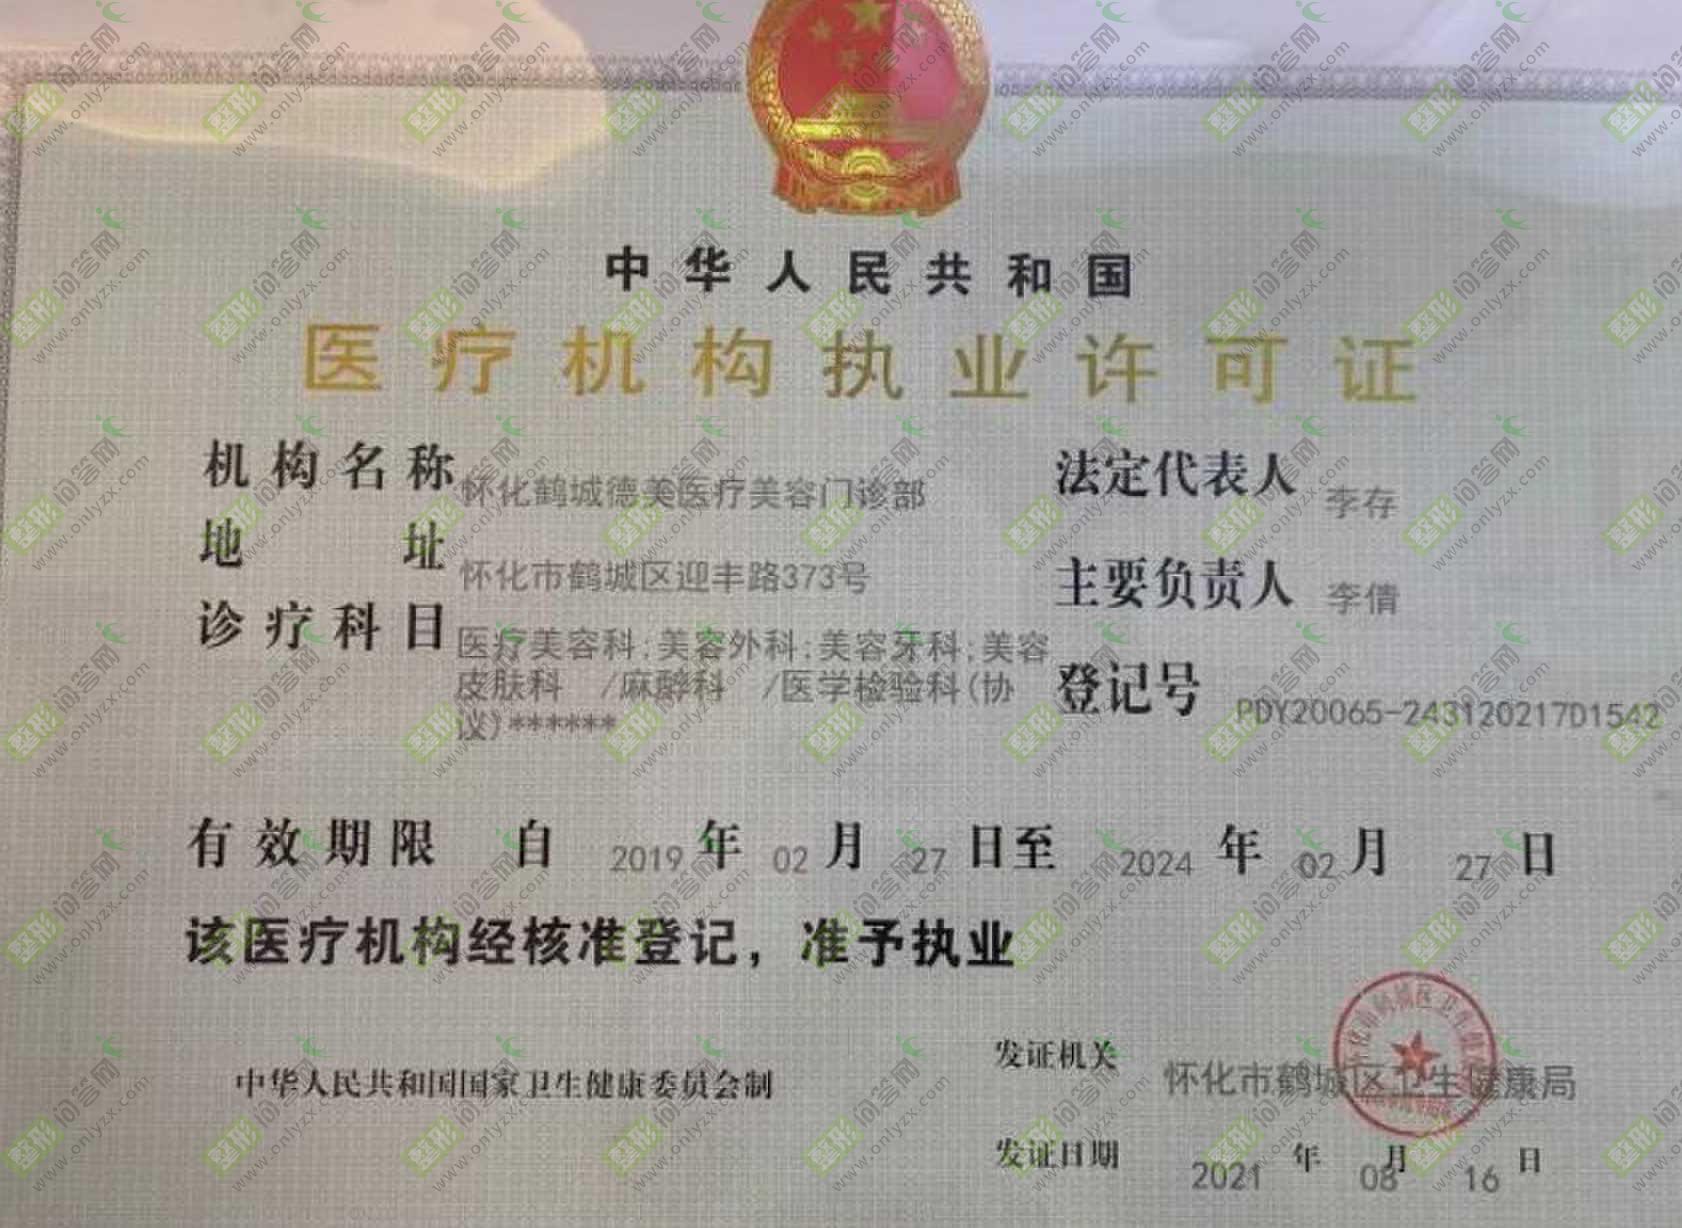 中华人民共和国
医疗机构执业许可证
机构名称 怀化鹤城德美医疗美容门诊部
法定代表人 李存
地址 怀化市鹤城区迎丰路373号
主要负责人 李倩
诊疗科目 医疗美容科;美容外科;美容牙科;美容
皮肤科 /麻醉科 /医学检验科(协
议)******
登记号 PDY20065-243120217D1542
有效期限 自 2019 年 02 月 27 日至 2024 年 02 月 27 日
该医疗机构经核准登记，准予执业
中华人民共和国国家卫生健康委员会制
发证机关 怀化市鹤城区卫生健康局
发证日期 2021 年 08 月 16 日
整形问答网
www.onlyzx.com